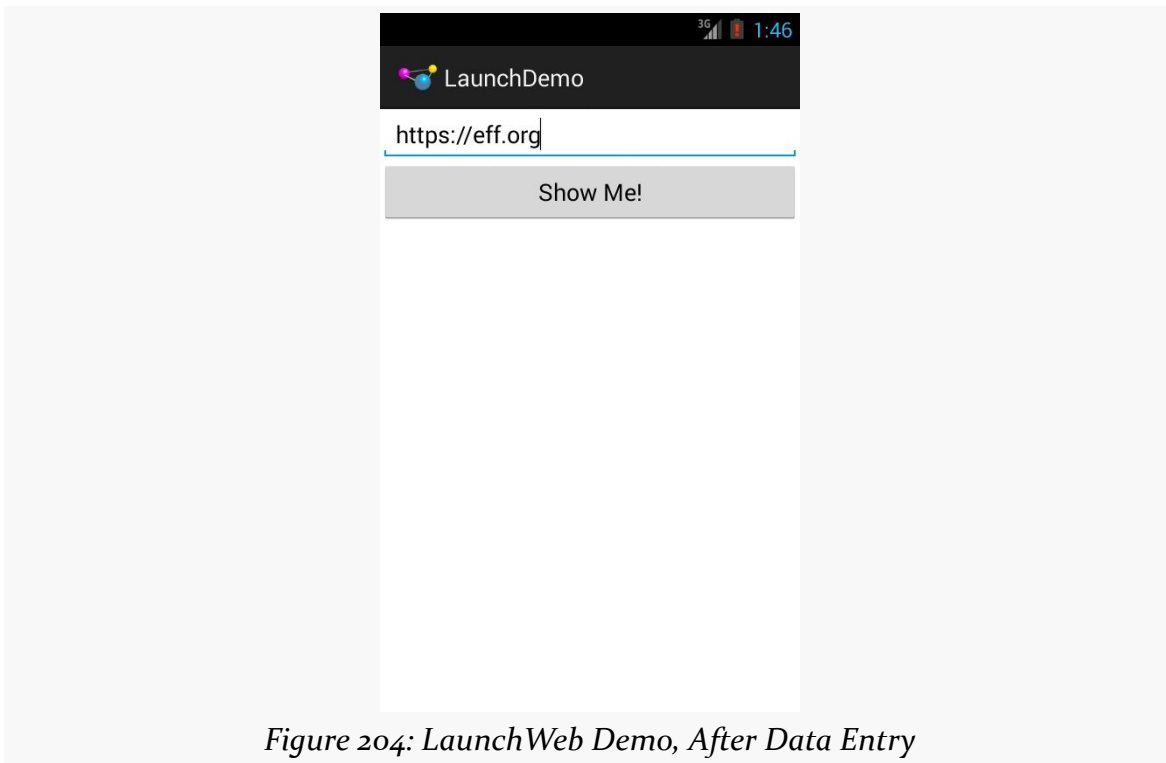 3G 1:46
LaunchDemo
https://eff.org
Show Me!
Figure 204: LaunchWeb Demo, After Data Entry